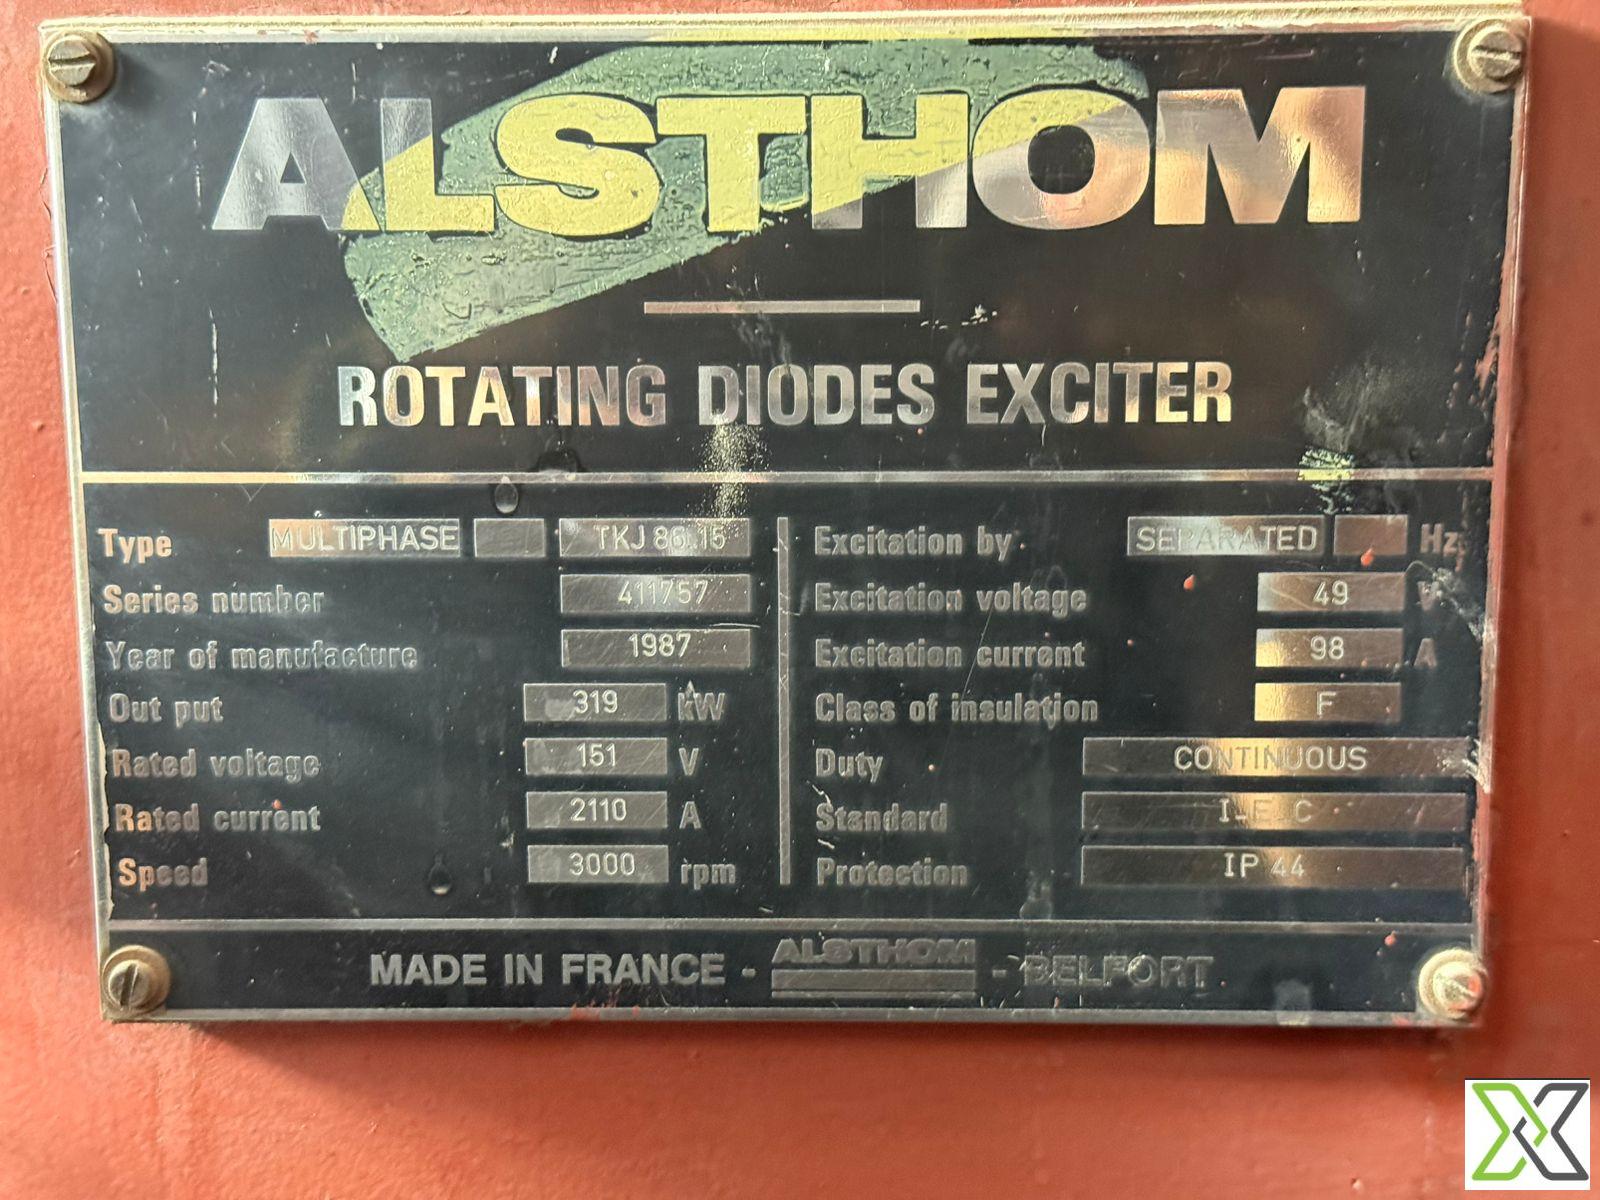 ALSTHOM
ROTATING DIODES EXCITER
Type MULTIPHASE TKJ 86.15
Series number 411757
Year of manufacture 1987
Out put 319 kW
Rated voltage 151 V
Rated current 2110 A
Speed 3000 rpm
Excitation by SEPARATED Hz
Excitation voltage 49 V
Excitation current 98 A
Class of insulation F
Duty CONTINUOUS
Standard I.E.C
Protection IP 44
MADE IN FRANCE - ALSTHOM - BELFORT